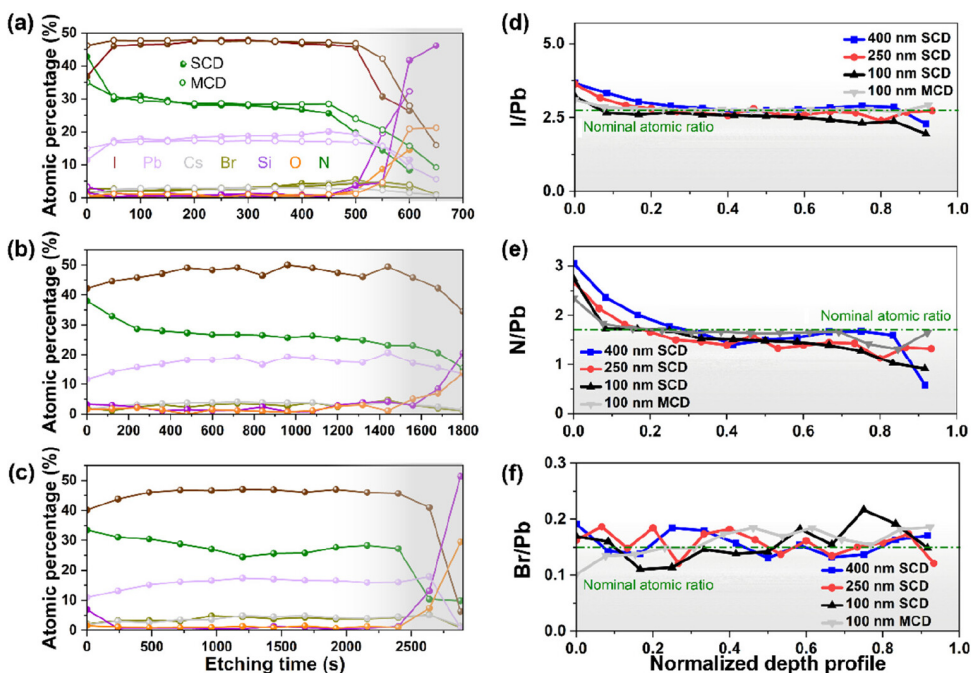 (a)
Atomic percentage (%)
50
40
30
20
10
0
SCD
MCD
I Pb Cs Br Si O N
0 100 200 300 400 500 600 700
(b)
Atomic percentage (%)
50
40
30
20
10
0
0 200 400 600 800 1000 1200 1400 1600 1800
(c)
Atomic percentage (%)
50
40
30
20
10
0
0 500 1000 1500 2000 2500
Etching time (s)
(d)
I/Pb
5.0
2.5
0.0
400 nm SCD
250 nm SCD
100 nm SCD
100 nm MCD
Nominal atomic ratio
0.0 0.2 0.4 0.6 0.8 1.0
(e)
N/Pb
3
2
1
0
Nominal atomic ratio
400 nm SCD
250 nm SCD
100 nm SCD
100 nm MCD
0.0 0.2 0.4 0.6 0.8 1.0
(f)
Br/Pb
0.3
0.2
0.1
0
Nominal atomic ratio
400 nm SCD
250 nm SCD
100 nm SCD
100 nm MCD
0.0 0.2 0.4 0.6 0.8 1.0
Normalized depth profile